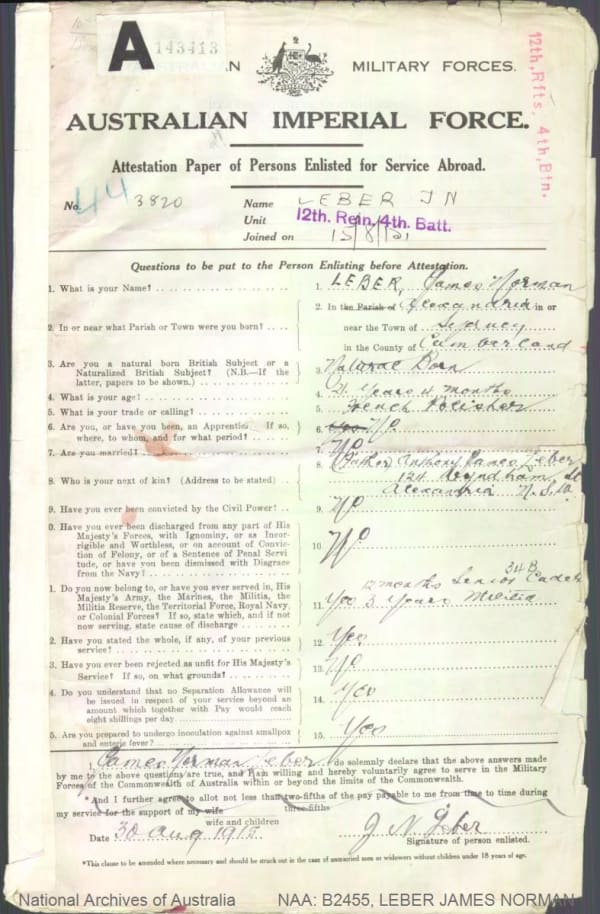 A 143413
AN MILITARY FORCES.
12th, Rfts, 4th, Btn.
AUSTRALIAN IMPERIAL FORCE.
Attestation Paper of Persons Enlisted for Service Abroad.
44
No. 3820 Name LEBER JN
Unit 12th. Rein. 4th. Batt.
Joined on 15/8/151
Questions to be put to the Person Enlisting before Attestation.
1. What is your Name? 1. LEBER, James Norman
2. In or near what Parish or Town were you born? 2. In the Parish of Alexandria in or
near the Town of Sydney
in the County of Cumberland
3. Are you a natural born British Subject or a 3. Natural Born
Naturalized British Subject? (N.B.—If the
latter, papers to be shown.)
4. What is your age? 4. 21 Years 4 months
5. What is your trade or calling? 5. French Polisher
6. Are you, or have you been, an Apprentice If so, 6. Yes No.
where, to whom, and for what period?
7. Are you married? 7. No
8. Who is your next of kin? (Address to be stated) 8. Father Anthony James Leber
124 Wyndham St
Alexandria N.S.W.
9. Have you ever been convicted by the Civil Power? 9. No
0. Have you ever been discharged from any part of His 10. No
Majesty's Forces, with Ignominy, or as Incor-
rigible and Worthless, or on account of Convic-
tion of Felony, or of a Sentence of Penal Servi
tude, or have you been dismissed with Disgrace
from the Navy?
1. Do you now belong to, or have you ever served in, His 12 months Senior 34B Cadets
Majesty's Army, the Marines, the Militia, the
Militia Reserve, the Territorial Force, Royal Navy, 11. Yes 3 Years Militia
or Colonial Forces? If so, state which, and if not
now serving, state cause of discharge
2. Have you stated the whole, if any, of your previous 12. Yes
service?
3. Have you ever been rejected as unfit for His Majesty's 13. No
Service? If so, on what grounds?
4. Do you understand that no Separation Allowance will 14. Yes
be issued in respect of your service beyond an
amount which together with Pay would reach
eight shillings per day
5. Are you prepared to undergo inoculation against smallpox 15. Yes
and enteric fever?
I, James Norman Leber do solemnly declare that the above answers made
by me to the above questions are true, and I am willing and hereby voluntarily agree to serve in the Military
Forces of the Commonwealth of Australia within or beyond the limits of the Commonwealth.
*And I further agree to allot not less than two-fifths of the pay payable to me from time to time during
three-fifths
my service for the support of my wife
wife and children
Date 30 Aug 1915 J N Leber
Signature of person enlisted.
*This clause to be amended where necessary and should be struck out in the case of unmarried men or widowers without children under 18 years of age.
National Archives of Australia NAA: B2455, LEBER JAMES NORMAN